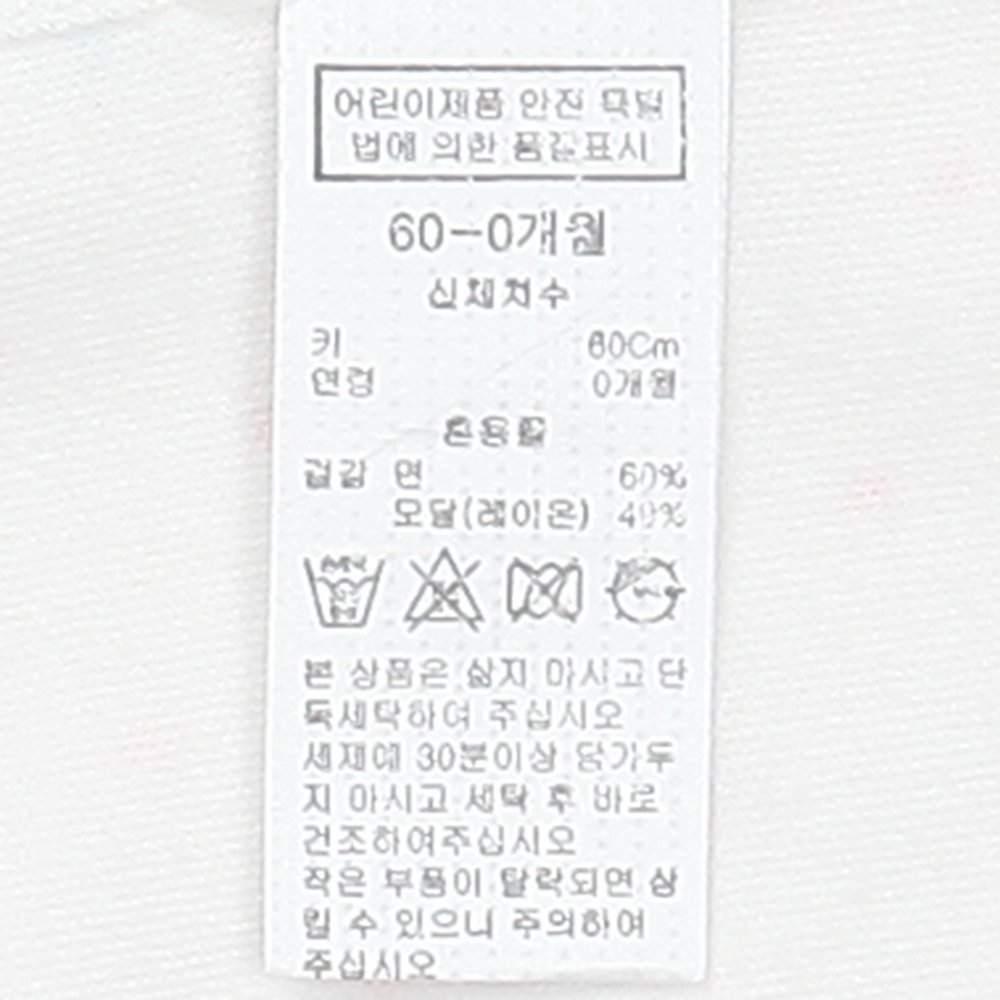 어린이제품 안전 특별
법에 의한 품질표시
60-0개월
신체치수
키 60Cm
연령 0개월
혼용률
겉감 면 60%
모달(레이온) 40%
본 상품은 삶지 마시고 단
독세탁하여 주십시오
세제에 30분이상 담가두
지 마시고 세탁 후 바로
건조하여주십시오
작은 부품이 탈락되면 삼
킬 수 있으니 주의하여
주십시오